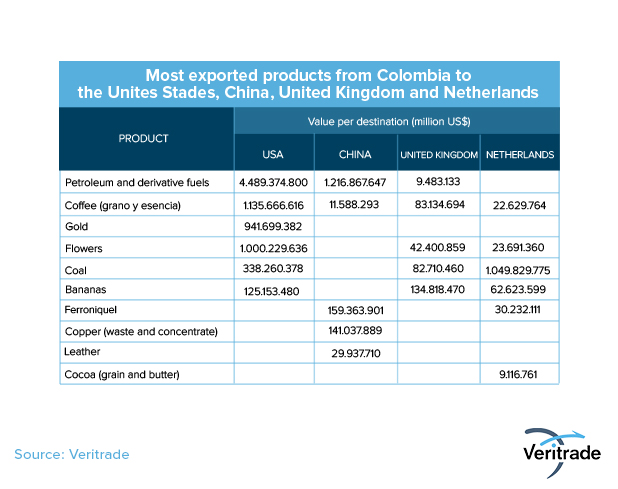 Most exported products from Colombia to
the Unites Stades, China, United Kingdom and Netherlands
PRODUCT
Value per destination (million US$)
USA CHINA UNITED KINGDOM NETHERLANDS
Petroleum and derivative fuels 4.489.374.800 1.216.867.647 9.483.133
Coffee (grano y esencia) 1.135.666.616 11.588.293 83.134.694 22.629.764
Gold 941.699.382
Flowers 1.000.229.636 42.400.859 23.691.360
Coal 338.260.378 82.710.460 1.049.829.775
Bananas 125.153.480 134.818.470 62.623.599
Ferroniquel 159.363.901 30.232.111
Copper (waste and concentrate) 141.037.889
Leather 29.937.710
Cocoa (grain and butter) 9.116.761
Source: Veritrade
Veritrade